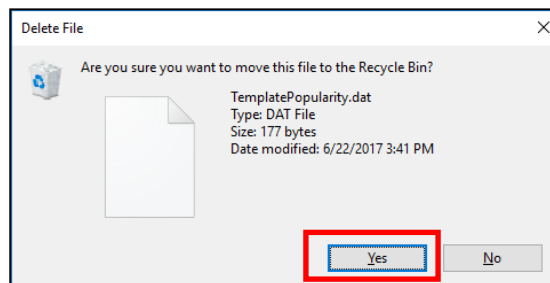 Delete File
Are you sure you want to move this file to the Recycle Bin?
TemplatePopularity.dat
Type: DAT File
Size: 177 bytes
Date modified: 6/22/2017 3:41 PM
Yes
No